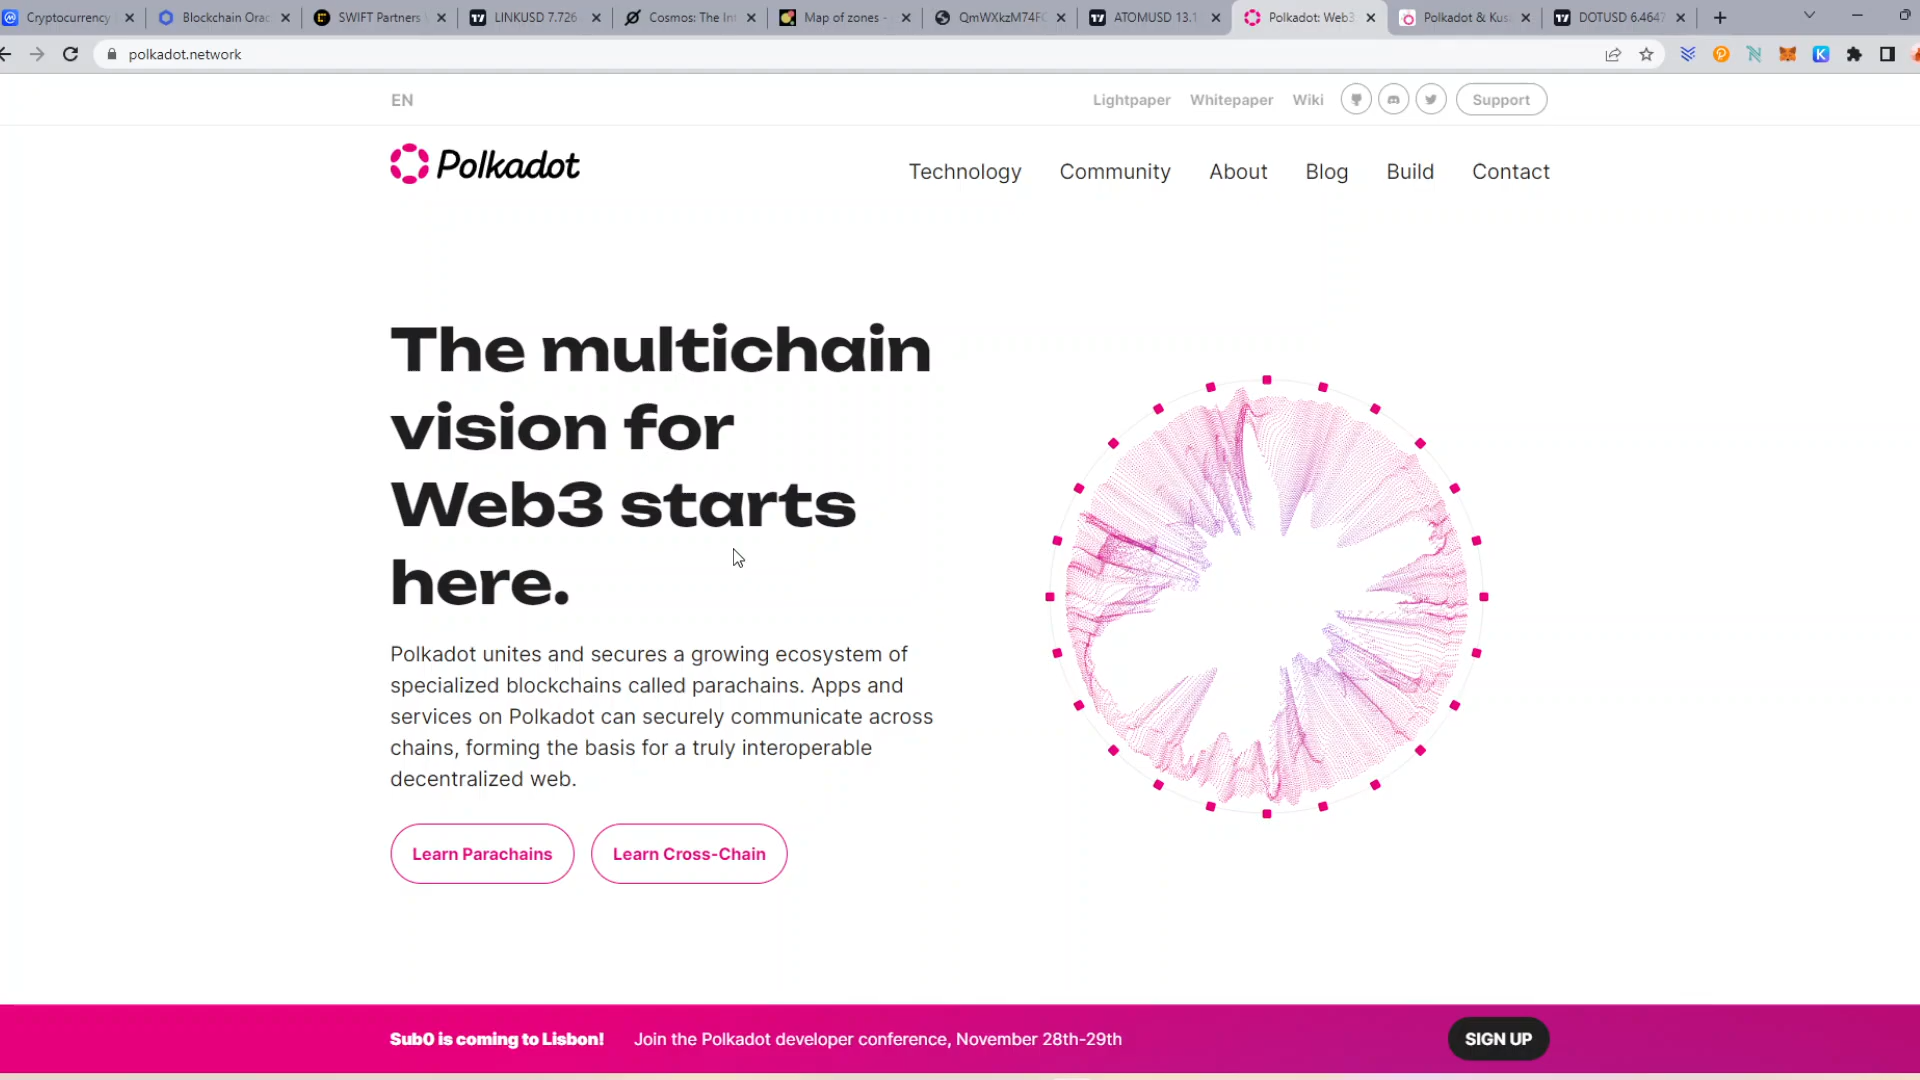 Cryptocurrency
Blockchain Orac
SWIFT Partners
LINKUSD 7.726
Cosmos: The Int
Map of zones -
QmWXkzM74FC
ATOMUSD 13.1
Polkadot: Web3
Polkadot & Kus
DOTUSD 6.464
polkadot.network
EN
Lightpaper
Whitepaper
Wiki
Support
Polkadot
Technology
Community
About
Blog
Build
Contact
The multichain
vision for
Web3 starts
here.
Polkadot unites and secures a growing ecosystem of
specialized blockchains called parachains. Apps and
services on Polkadot can securely communicate across
chains, forming the basis for a truly interoperable
decentralized web.
Learn Parachains
Learn Cross-Chain
Sub0 is coming to Lisbon!
Join the Polkadot developer conference, November 28th-29th
SIGN UP